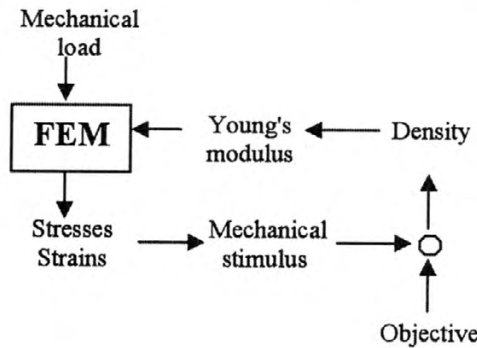 Mechanical
load
FEM
Young's
modulus
Density
Stresses
Strains
Mechanical
stimulus
Objective